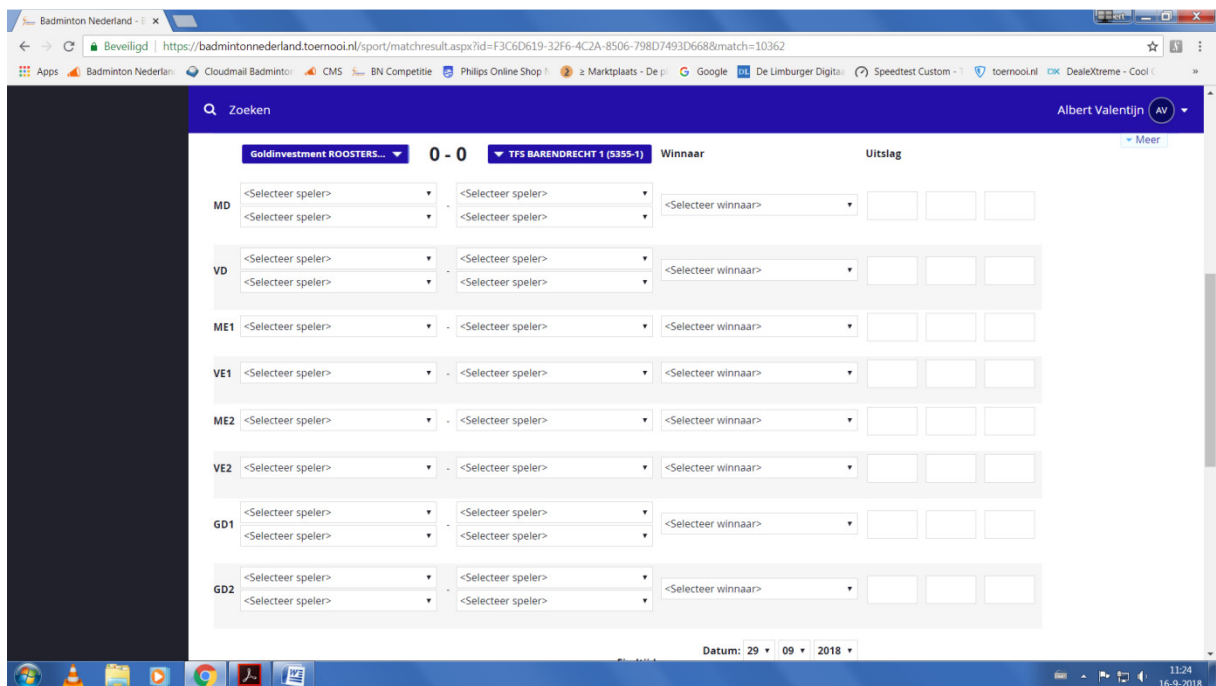 Badminton Nederland - E
Beveiligd | https://badmintonnederland.toernooi.nl/sport/matchresult.aspx?id=F3C6D619-32F6-4C2A-8506-798D7493D668&match=10362
Apps Badminton Nederlan Cloudmail Badminton CMS BN Competitie Philips Online Shop N 2 ≥ Marktplaats - De p Google DL De Limburger Digitaa Speedtest Custom - T toernooi.nl DX DealeXtreme - Cool G »
Zoeken Albert Valentijn AV
Meer
Goldinvestment ROOSTERS... 0 - 0 TFS BARENDRECHT 1 (5355-1) Winnaar Uitslag
<Selecteer speler> <Selecteer speler>
MD - <Selecteer winnaar>
<Selecteer speler> <Selecteer speler>
<Selecteer speler> <Selecteer speler>
VD - <Selecteer winnaar>
<Selecteer speler> <Selecteer speler>
ME1 <Selecteer speler> - <Selecteer speler> <Selecteer winnaar>
VE1 <Selecteer speler> - <Selecteer speler> <Selecteer winnaar>
ME2 <Selecteer speler> - <Selecteer speler> <Selecteer winnaar>
VE2 <Selecteer speler> - <Selecteer speler> <Selecteer winnaar>
<Selecteer speler> <Selecteer speler>
GD1 - <Selecteer winnaar>
<Selecteer speler> <Selecteer speler>
<Selecteer speler> <Selecteer speler>
GD2 - <Selecteer winnaar>
<Selecteer speler> <Selecteer speler>
Datum: 29 09 2018
11:24
16-9-2018